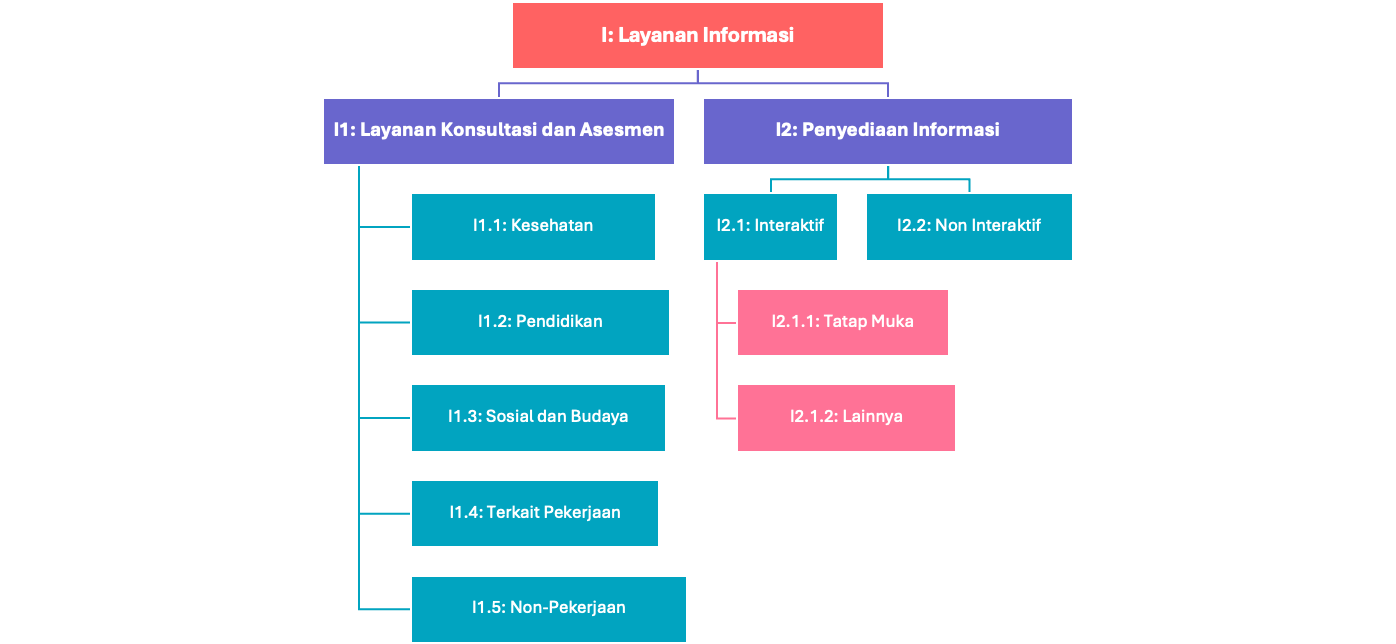 I: Layanan Informasi
I1: Layanan Konsultasi dan Asesmen
I1.1: Kesehatan
I1.2: Pendidikan
I1.3: Sosial dan Budaya
I1.4: Terkait Pekerjaan
I1.5: Non-Pekerjaan
I2: Penyediaan Informasi
I2.1: Interaktif
I2.1.1: Tatap Muka
I2.1.2: Lainnya
I2.2: Non Interaktif